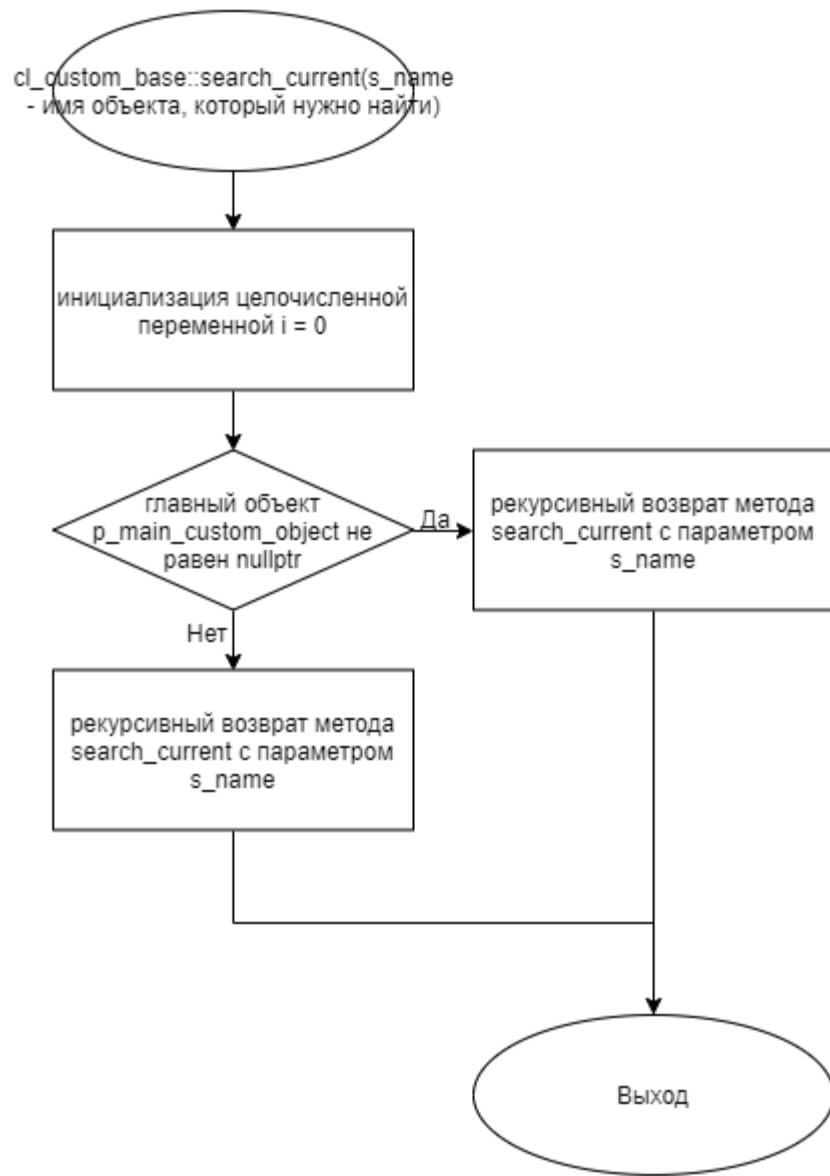 cl_custom_base::search_current(s_name
- имя объекта, который нужно найти)
инициализация целочисленной
переменной i = 0
главный объект
p_main_custom_object не
равен nullptr
Да
рекурсивный возврат метода
search_current с параметром
s_name
Нет
рекурсивный возврат метода
search_current с параметром
s_name
Выход